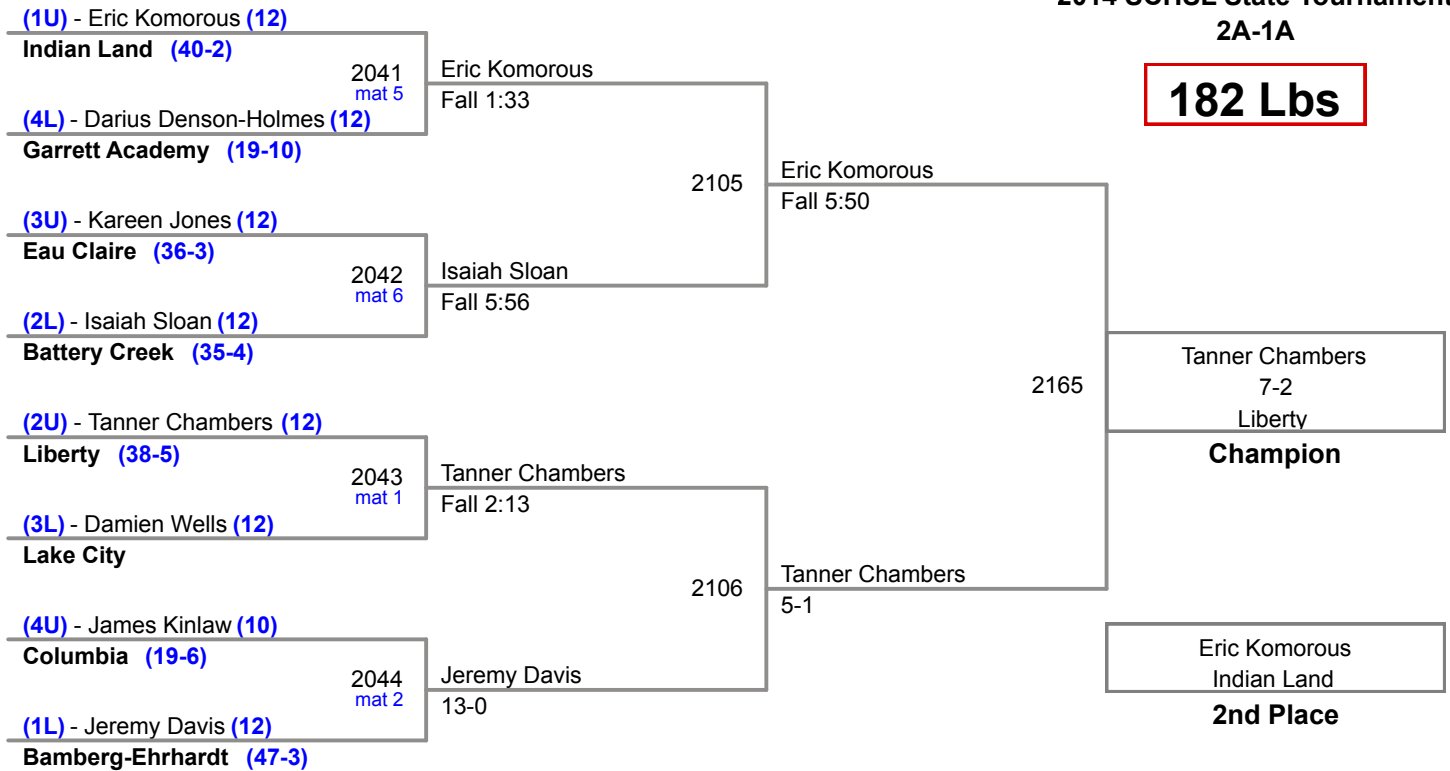 2014 SCHSL State Tournament
2A-1A
182 Lbs
(1U) - Eric Komorous (12)
Indian Land (40-2)
2041
mat 5
(4L) - Darius Denson-Holmes (12)
Garrett Academy (19-10)
(3U) - Kareen Jones (12)
Eau Claire (36-3)
2042
mat 6
(2L) - Isaiah Sloan (12)
Battery Creek (35-4)
(2U) - Tanner Chambers (12)
Liberty (38-5)
2043
mat 1
(3L) - Damien Wells (12)
Lake City
(4U) - James Kinlaw (10)
Columbia (19-6)
2044
mat 2
(1L) - Jeremy Davis (12)
Bamberg-Ehrhardt (47-3)
Eric Komorous
Fall 1:33
2105
Isaiah Sloan
Fall 5:56
Tanner Chambers
Fall 2:13
2106
Jeremy Davis
13-0
Eric Komorous
Fall 5:50
2165
Tanner Chambers
5-1
Tanner Chambers
7-2
Liberty
Champion
Eric Komorous
Indian Land
2nd Place